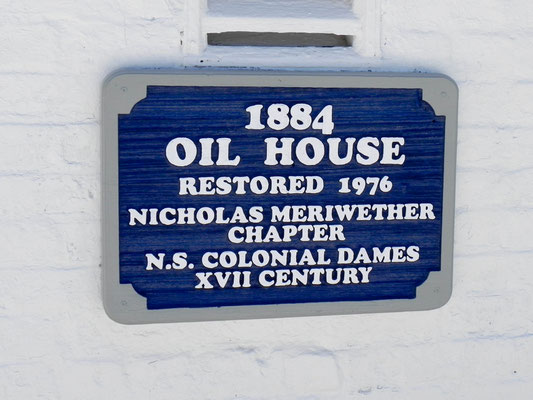 1884
OIL HOUSE
RESTORED 1976
NICHOLAS MERIWETHER
CHAPTER
N.S. COLONIAL DAMES
XVII CENTURY